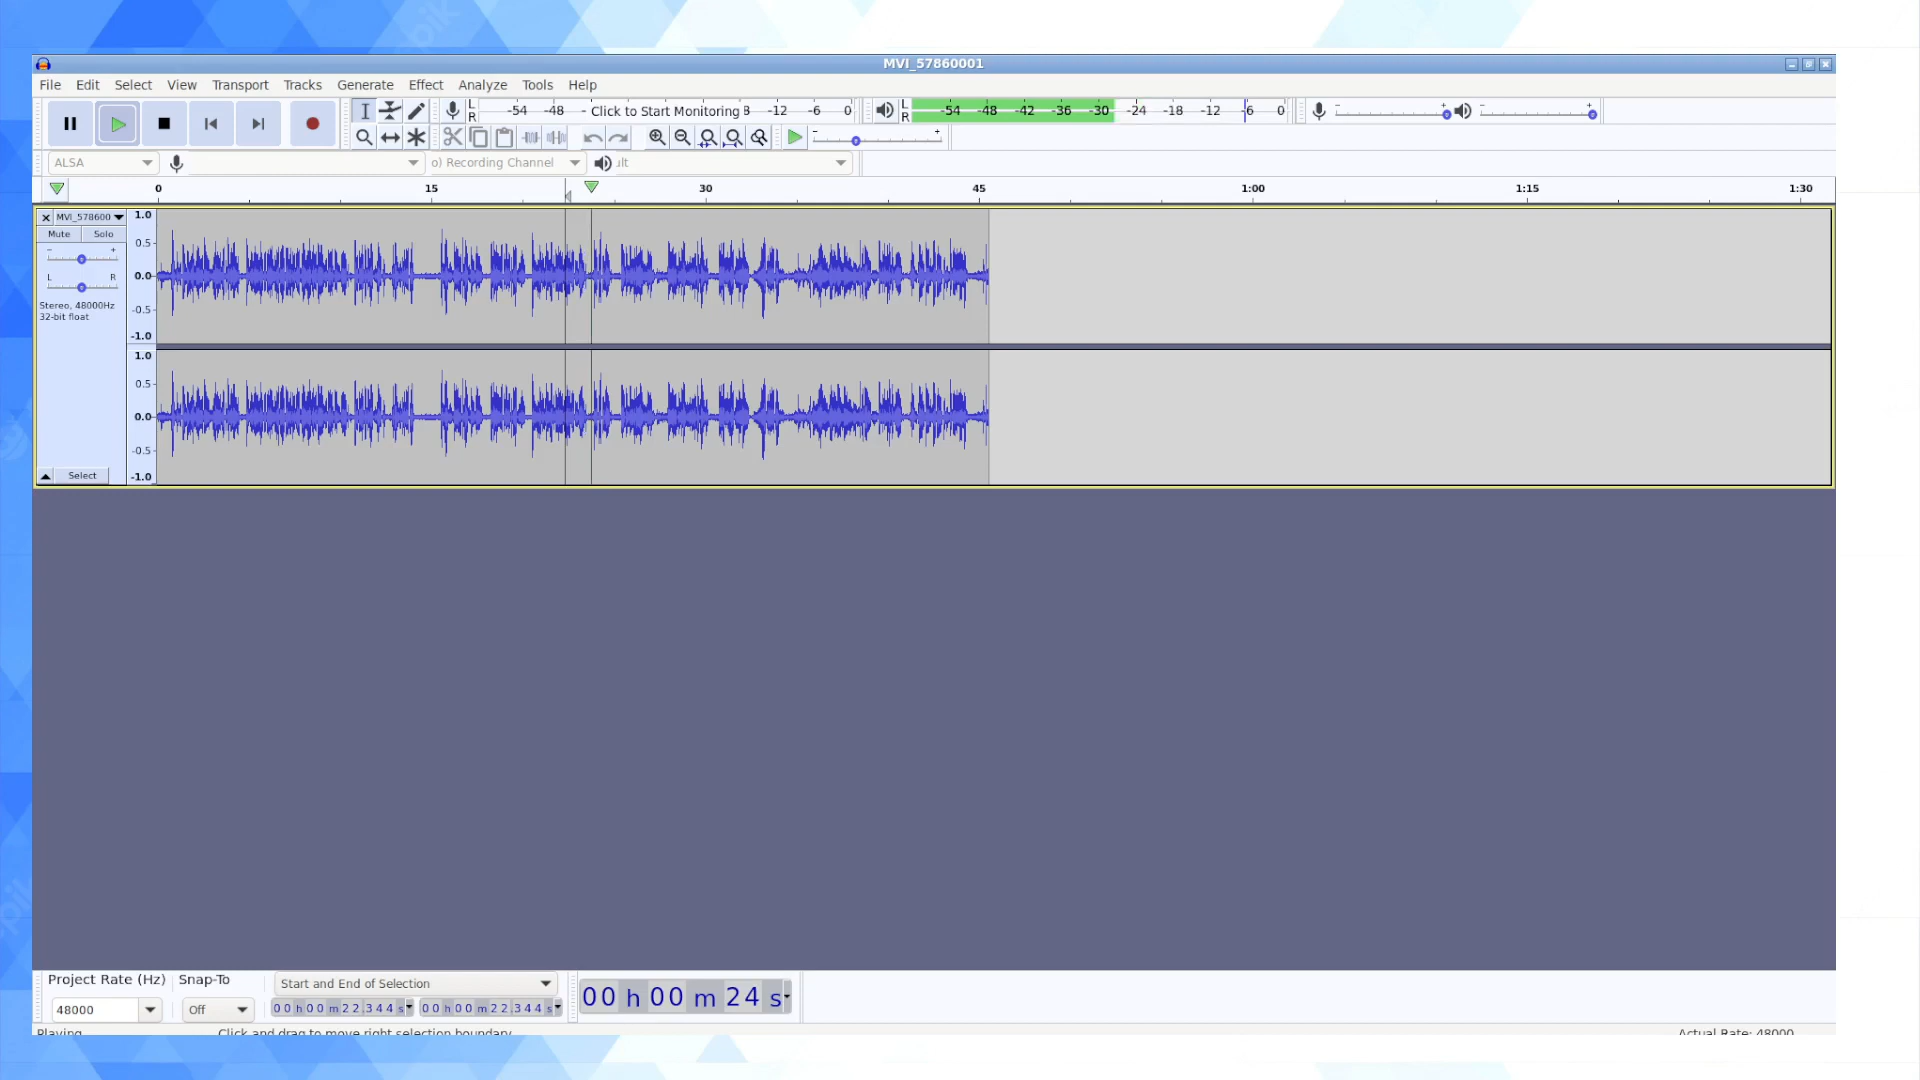 MVI_57860001
File Edit Select View Transport Tracks Generate Effect Analyze Tools Help
L R -54 -48 - Click to Start Monitoring 8 -12 -6 0 L R -54 -48 -42 -36 -30 -24 -18 -12 -6 0 - + - +
- +
ALSA o) Recording Channel ult
0 15 30 45 1:00 1:15 1:30
MVI_578600 1.0
Mute Solo
0.5
- +
0.0
L R
Stereo, 48000Hz
-0.5
32-bit float
-1.0
1.0
0.5
0.0
-0.5
Select -1.0
Project Rate (Hz) Snap-To Start and End of Selection
48000 Off 00 h 00 m 22.344 s 00 h 00 m 22.344 s 00 h 00 m 24 s
Playing. Click and drag to move right selection boundary. Actual Rate: 48000